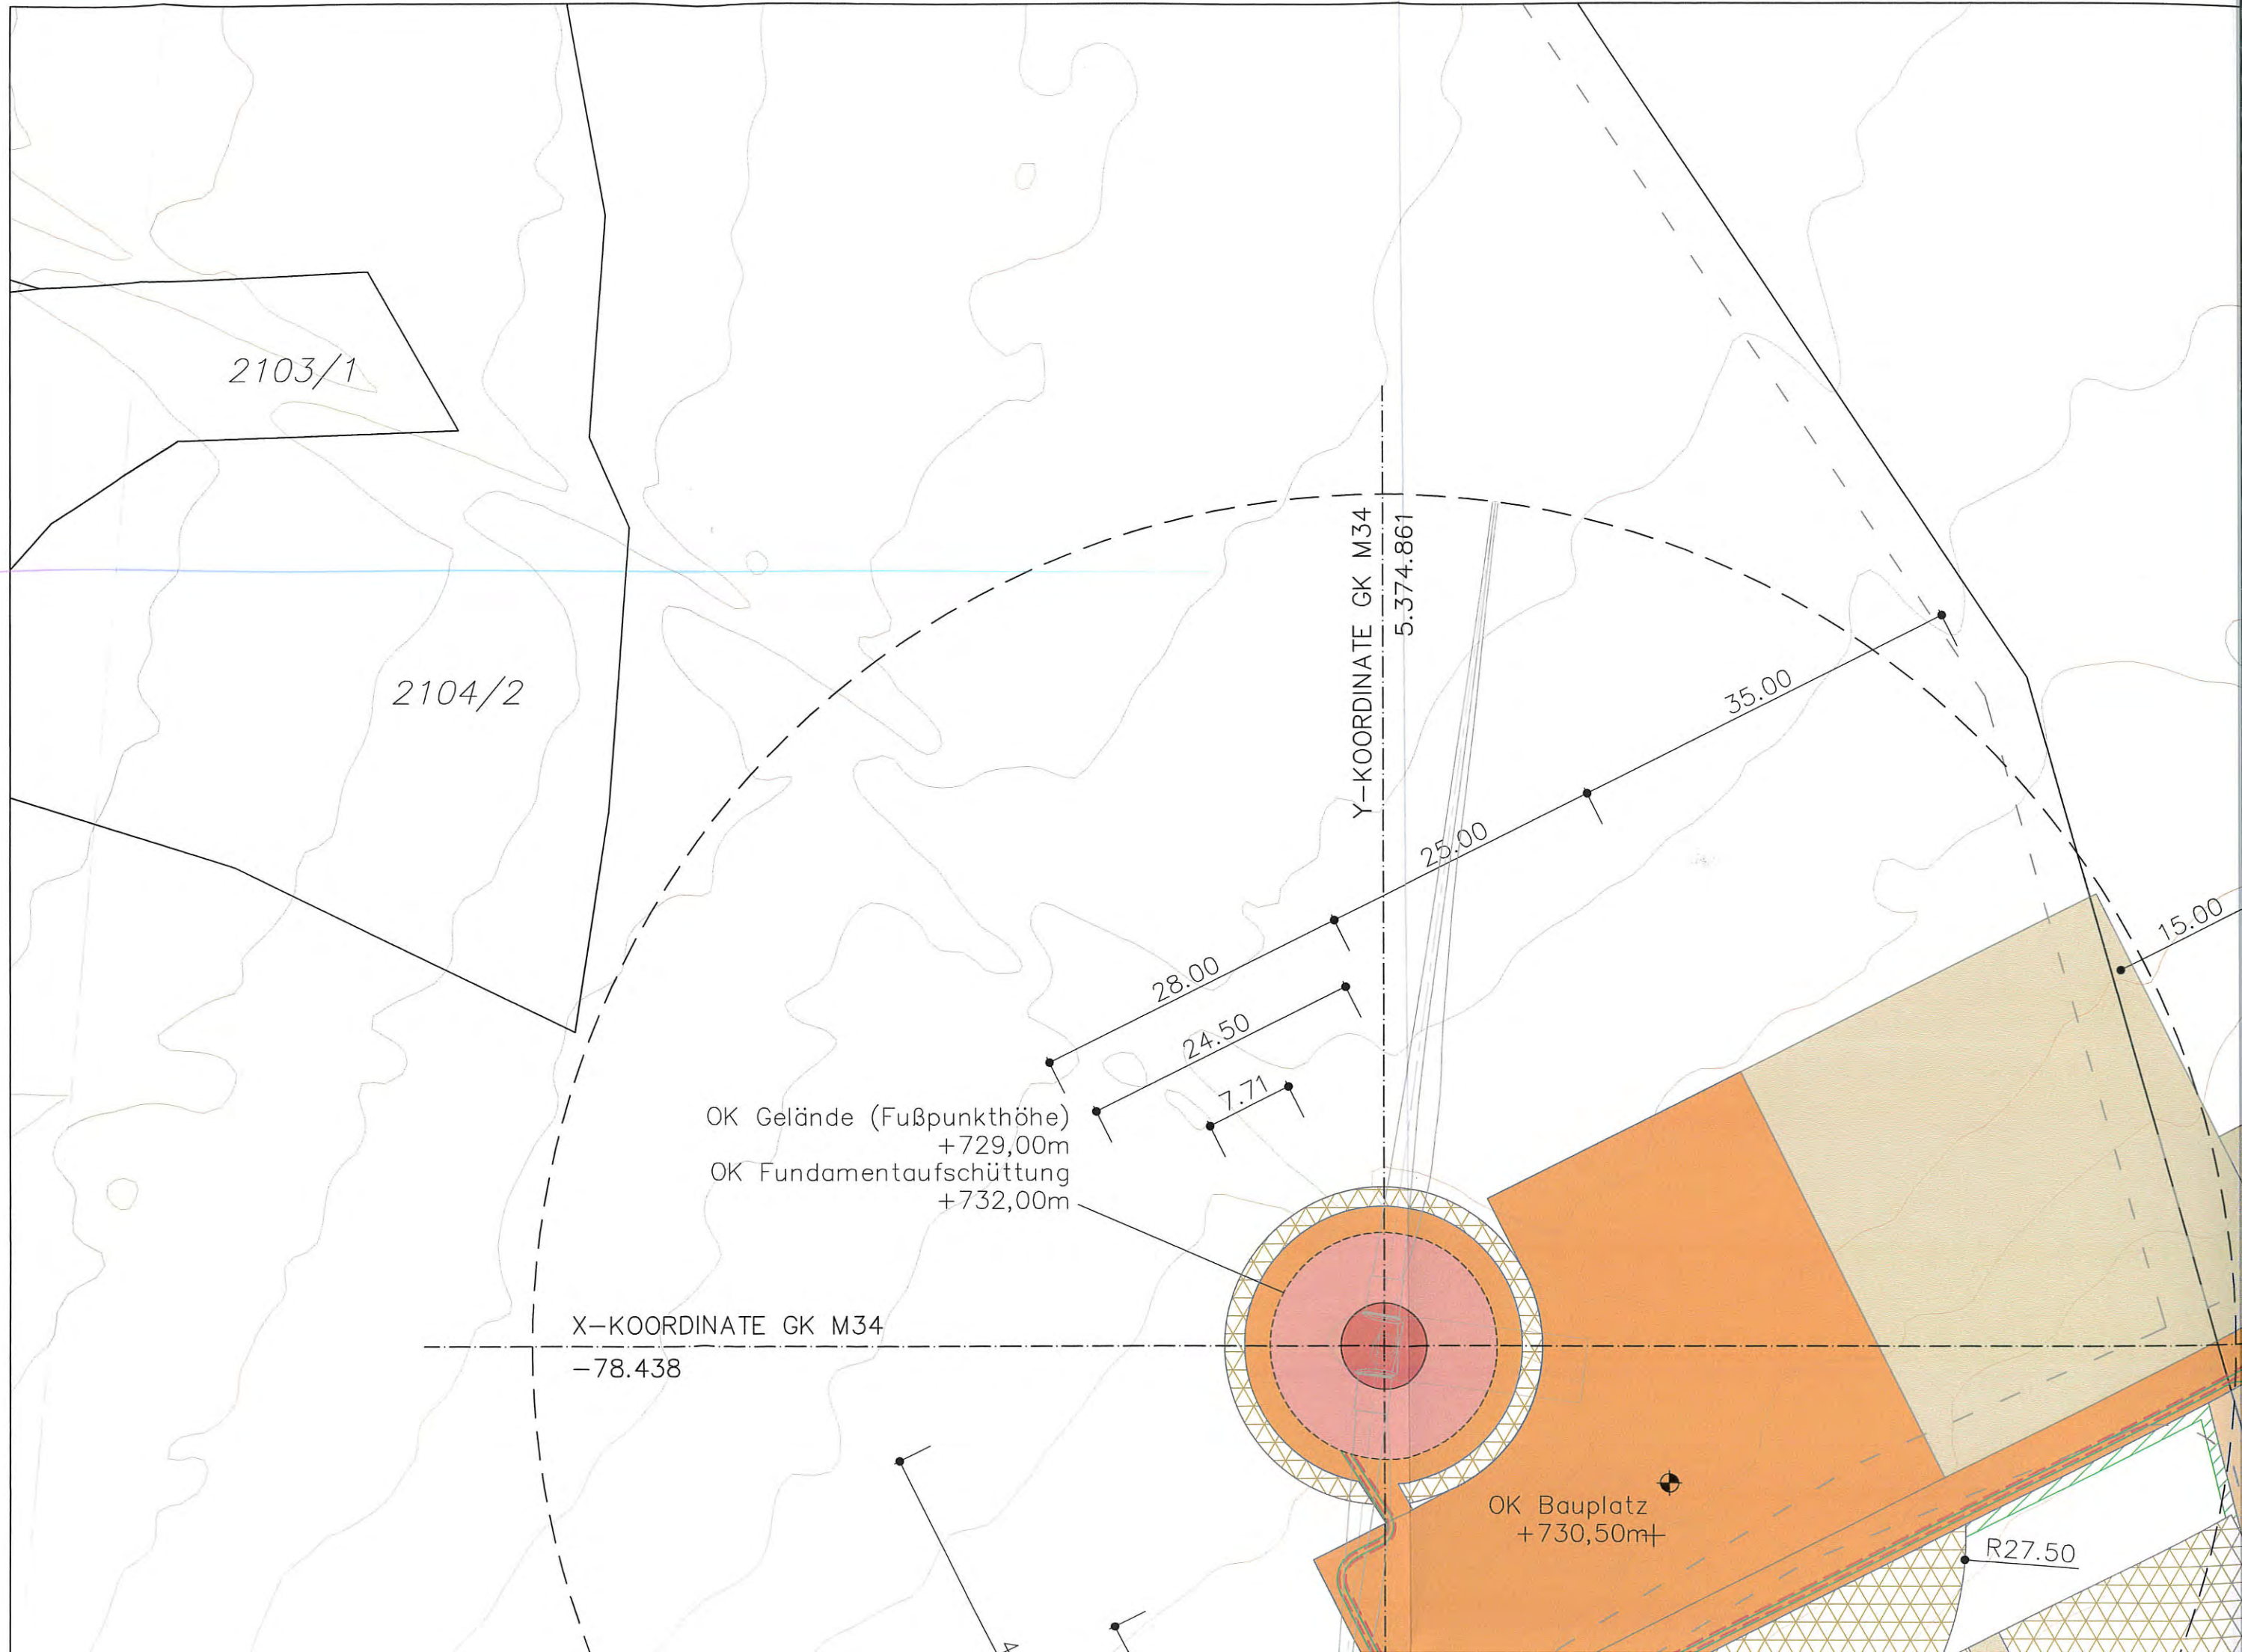 2103/1
Y-KOORDINATE GK M34
5.374.861
2104/2
35.00
25.00
15.00
28.00
24.50
7.71
OK Gelände (Fußpunkthöhe)
+729,00m
OK Fundamentaufschüttung
+732,00m
X-KOORDINATE GK M34
-78.438
OK Bauplatz
+730,50m
R27.50